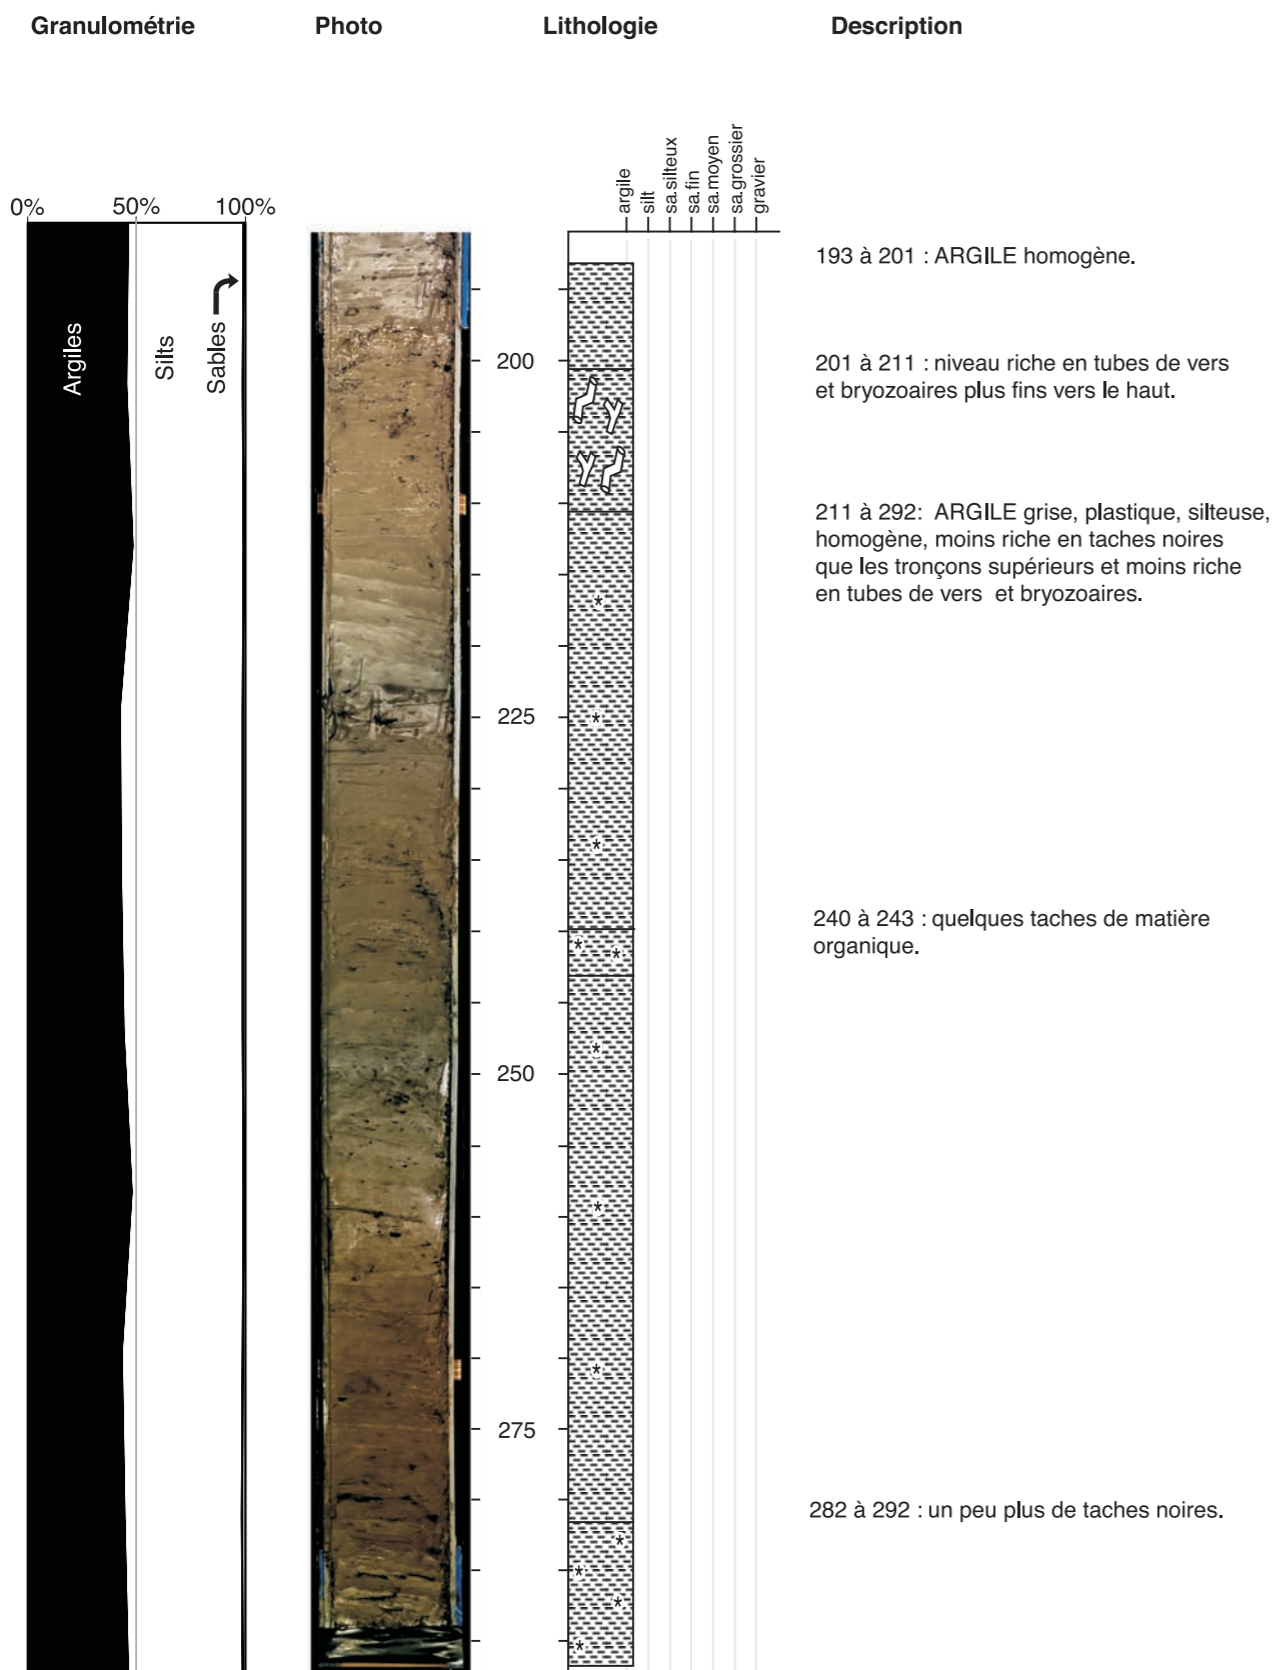 Granulométrie Photo Lithologie Description
argile
silt
sa.silteux
sa.fin
sa.moyen
sa.grossier
gravier
0% 50% 100%
Argiles
Silts
Sables
193 à 201 : ARGILE homogène.
200
201 à 211 : niveau riche en tubes de vers
et bryozoaires plus fins vers le haut.
211 à 292: ARGILE grise, plastique, silteuse,
homogène, moins riche en taches noires
que les tronçons supérieurs et moins riche
en tubes de vers et bryozoaires.
225
240 à 243 : quelques taches de matière
organique.
250
275
282 à 292 : un peu plus de taches noires.